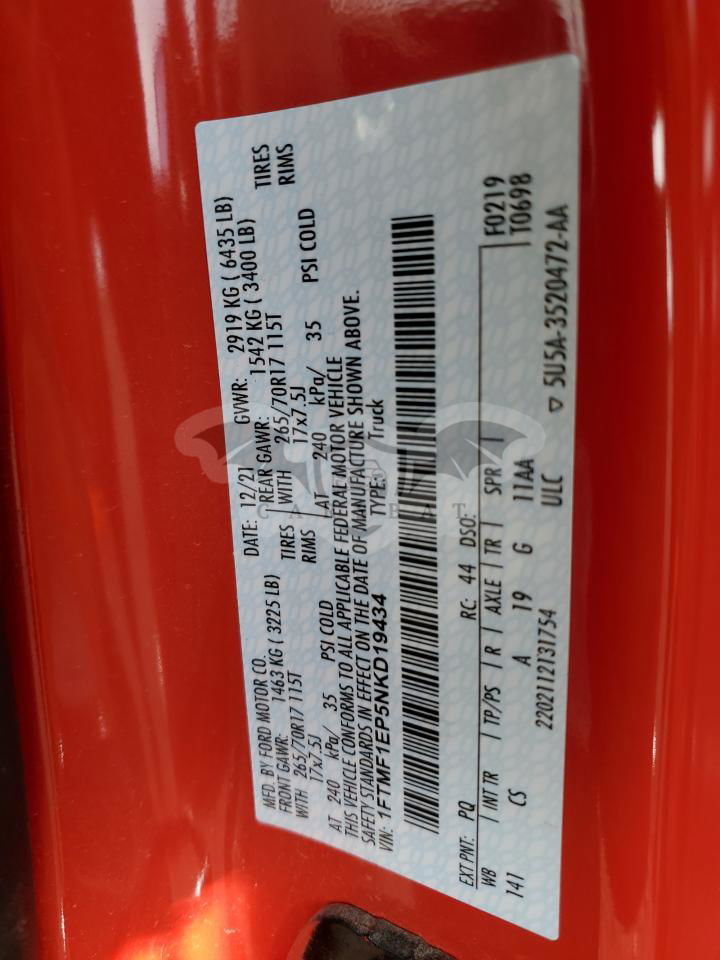 MFD. BY FORD MOTOR CO.
DATE: 12/21 GVWR: 2919 KG ( 6435 LB)
FRONT GAWR: 1463 KG ( 3225 LB) REAR GAWR: 1542 KG ( 3400 LB)
WITH 265/70R17 115T TIRES WITH 265/70R17 115T TIRES
17x7.5J RIMS 17x7.5J RIMS
AT 240 kPa/ 35 PSI COLD AT 240 kPa/ 35 PSI COLD
THIS VEHICLE CONFORMS TO ALL APPLICABLE FEDERAL MOTOR VEHICLE
SAFETY STANDARDS IN EFFECT ON THE DATE OF MANUFACTURE SHOWN ABOVE.
VIN: 1FTMF1EP5NKD19434 TYPE: Truck
EXT PNT: PQ RC: 44 DSO: F0219
WB INT TR TP/PS R AXLE TR SPR T0698
141 CS A 19 G 11AA
2202112131754 ULC 5U5A-3520472-AA